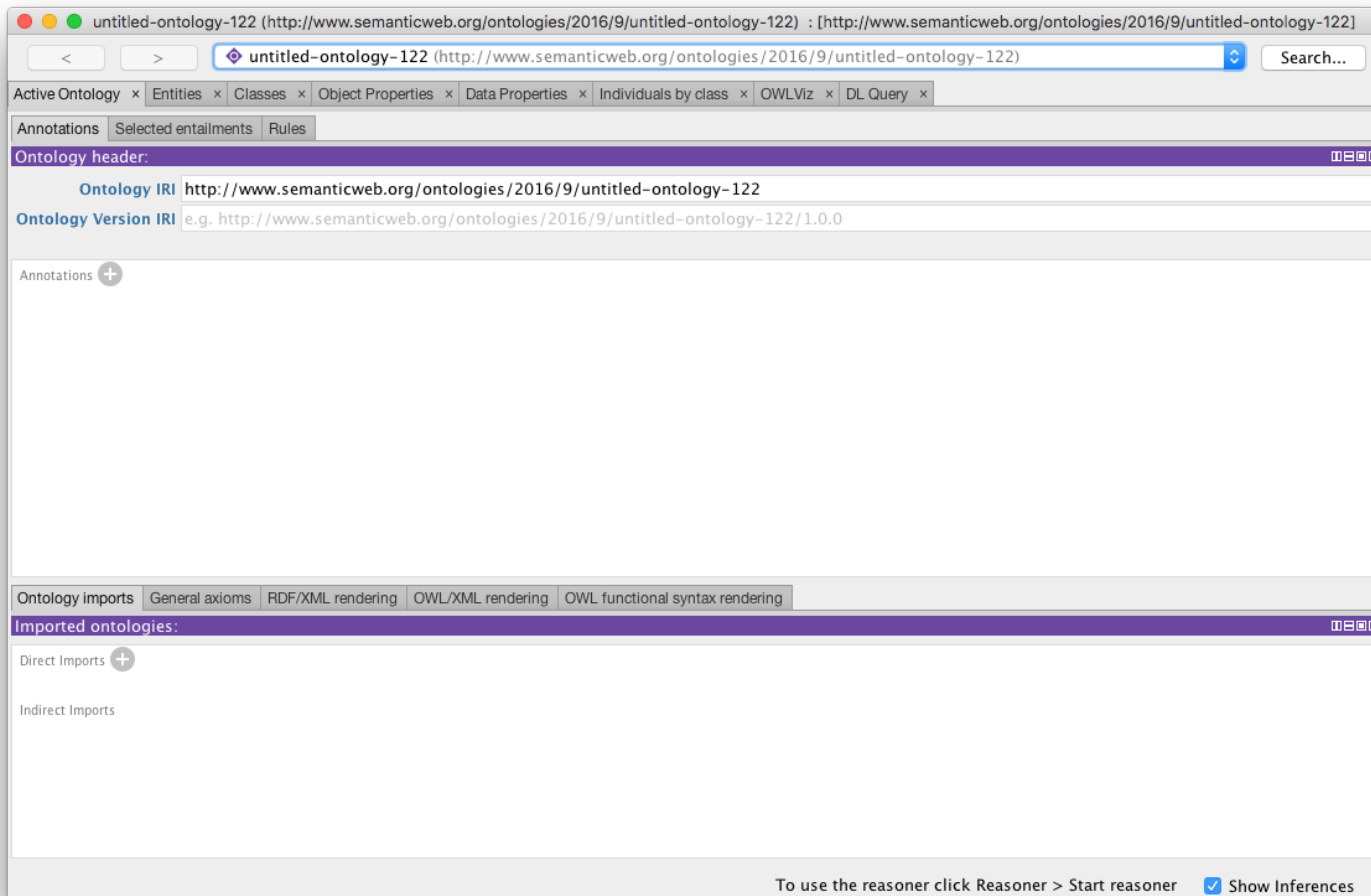 untitled-ontology-122 (http://www.semanticweb.org/ontologies/2016/9/untitled-ontology-122) : [http://www.semanticweb.org/ontologies/2016/9/untitled-ontology-122]
< > untitled-ontology-122 (http://www.semanticweb.org/ontologies/2016/9/untitled-ontology-122) Search...
Active Ontology × Entities × Classes × Object Properties × Data Properties × Individuals by class × OWLViz × DL Query ×
Annotations Selected entailments Rules
Ontology header:
Ontology IRI http://www.semanticweb.org/ontologies/2016/9/untitled-ontology-122
Ontology Version IRI e.g. http://www.semanticweb.org/ontologies/2016/9/untitled-ontology-122/1.0.0
Annotations +
Ontology imports General axioms RDF/XML rendering OWL/XML rendering OWL functional syntax rendering
Imported ontologies:
Direct Imports +
Indirect Imports
To use the reasoner click Reasoner > Start reasoner Show Inferences